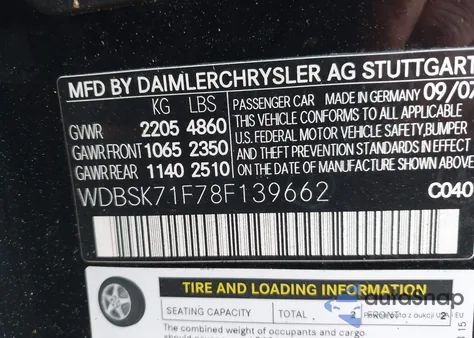 MFD BY DAIMLERCHRYSLER AG STUTTGART
KG LBS
PASSENGER CAR MADE IN GERMANY 09/07
GVWR 2205 4860
THIS VEHICLE CONFORMS TO ALL APPLICABLE
GAWR FRONT 1065 2350
U.S. FEDERAL MOTOR VEHICLE SAFETY, BUMPER
AND THEFT PREVENTION STANDARDS IN EFFECT
GAWR REAR 1140 2510
ON THE DATE OF MANUFACTURE SHOWN ABOVE.
WDBSK71F78F139662
C040
TIRE AND LOADING INFORMATION
SEATING CAPACITY TOTAL 2 FRONT 2
autoSnap
The combined weight of occupants and cargo